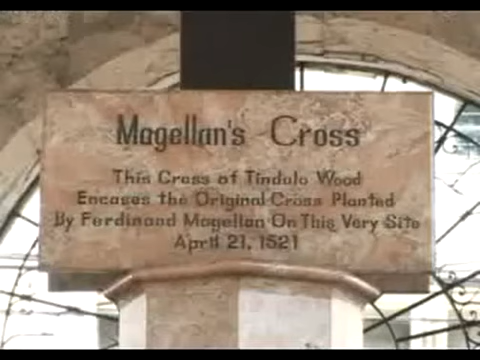 Magellan's Cross
This Cross of Tindalo Wood
Encases the Original Cross Planted
By Ferdinand Magellan On This Very Site
April 21, 1521